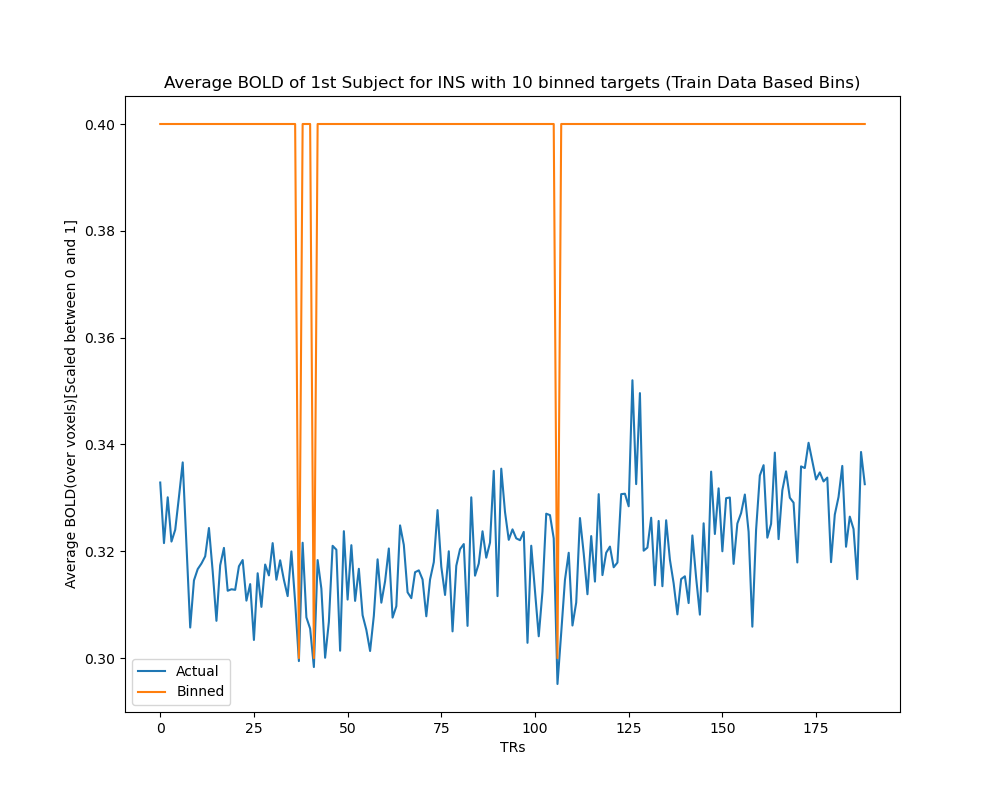 Average BOLD of 1st Subject for INS with 10 binned targets (Train Data Based Bins)
Average BOLD(over voxels)[Scaled between 0 and 1]
0.40
0.38
0.36
0.34
0.32
0.30
Actual
Binned
0 25 50 75 100 125 150 175
TRs